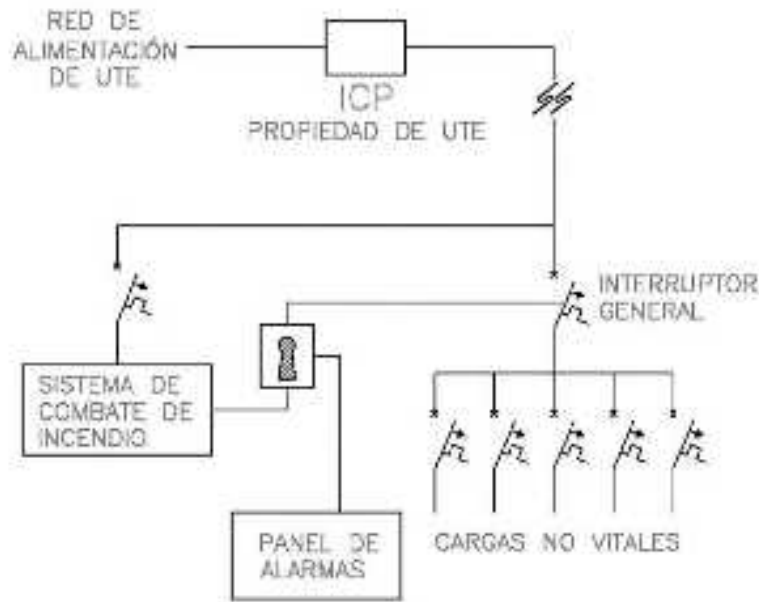 RED DE
ALIMENTACIÓN
DE UTE
ICP
PROPIEDAD DE UTE
INTERRUPTOR
GENERAL
SISTEMA DE
COMBATE DE
INCENDIO
PANEL DE
ALARMAS
CARGAS NO VITALES